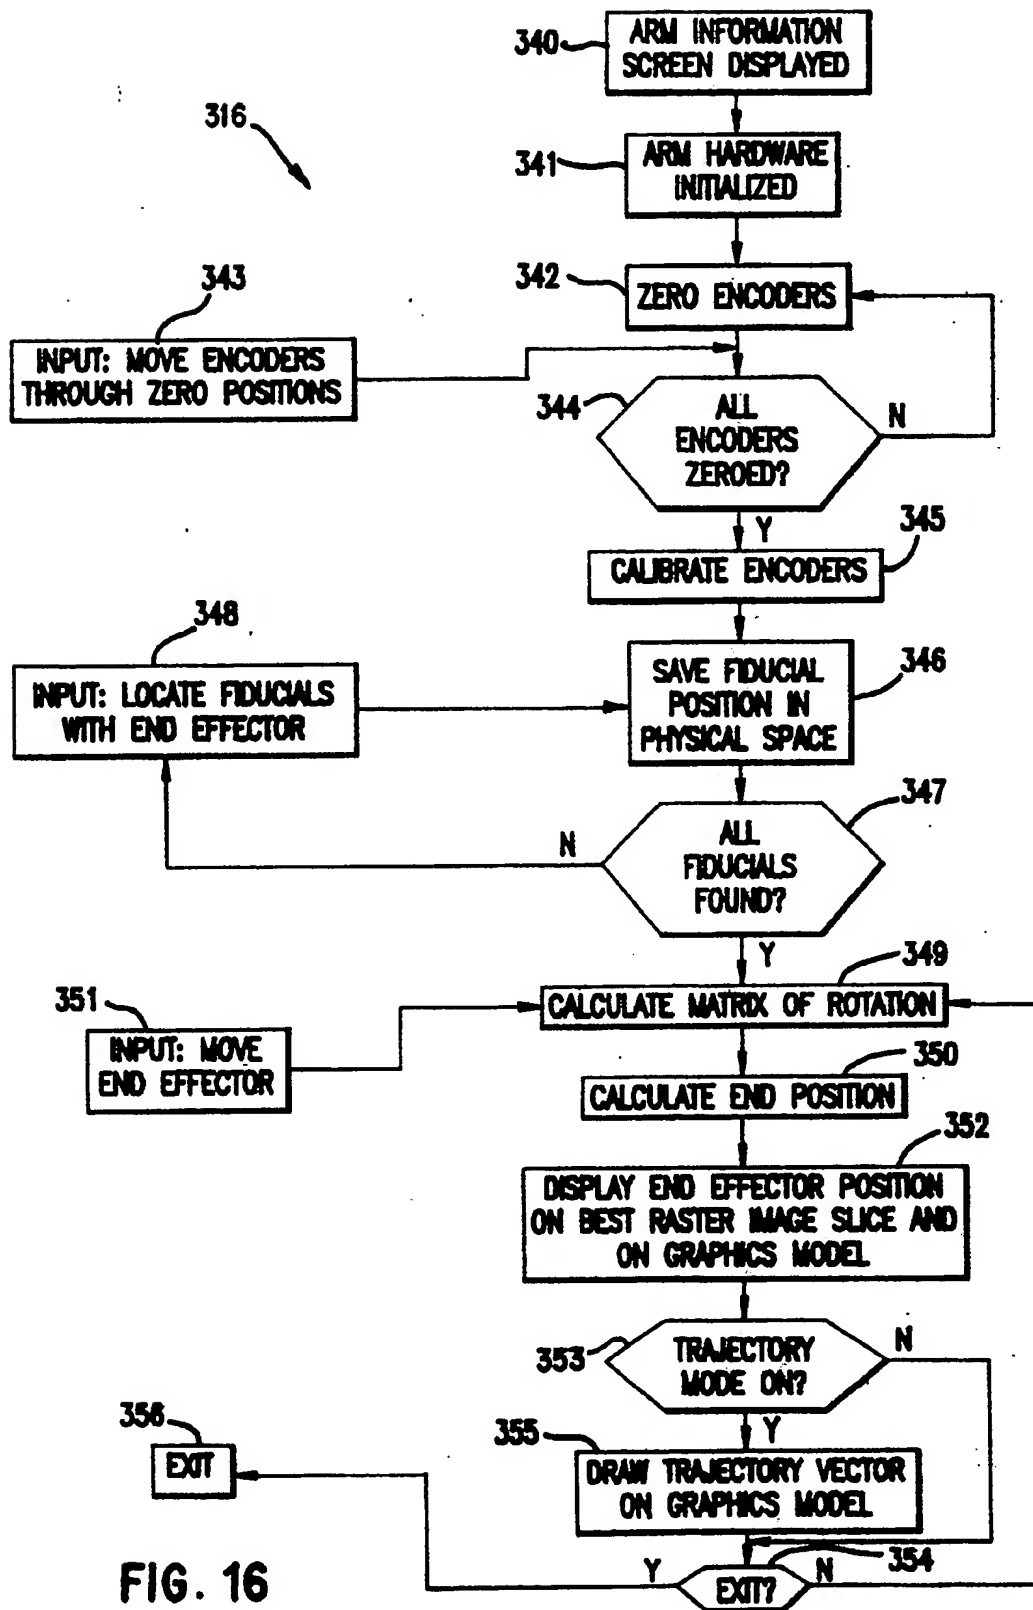 340
ARM INFORMATION
SCREEN DISPLAYED
316
341
ARM HARDWARE
INITIALIZED
343
342
ZERO ENCODERS
INPUT: MOVE ENCODERS
THROUGH ZERO POSITIONS
344
ALL
ENCODERS
ZEROED?
N
Y
345
CALIBRATE ENCODERS
348
INPUT: LOCATE FIDUCIALS
WITH END EFFECTOR
346
SAVE FIDUCIAL
POSITION IN
PHYSICAL SPACE
347
ALL
FIDUCIALS
FOUND?
N
Y
349
CALCULATE MATRIX OF ROTATION
351
INPUT: MOVE
END EFFECTOR
350
CALCULATE END POSITION
352
DISPLAY END EFFECTOR POSITION
ON BEST RASTER IMAGE SLICE AND
ON GRAPHICS MODEL
353
TRAJECTORY
MODE ON?
N
Y
356
EXIT
355
DRAW TRAJECTORY VECTOR
ON GRAPHICS MODEL
354
Y
EXIT?
N
FIG. 16